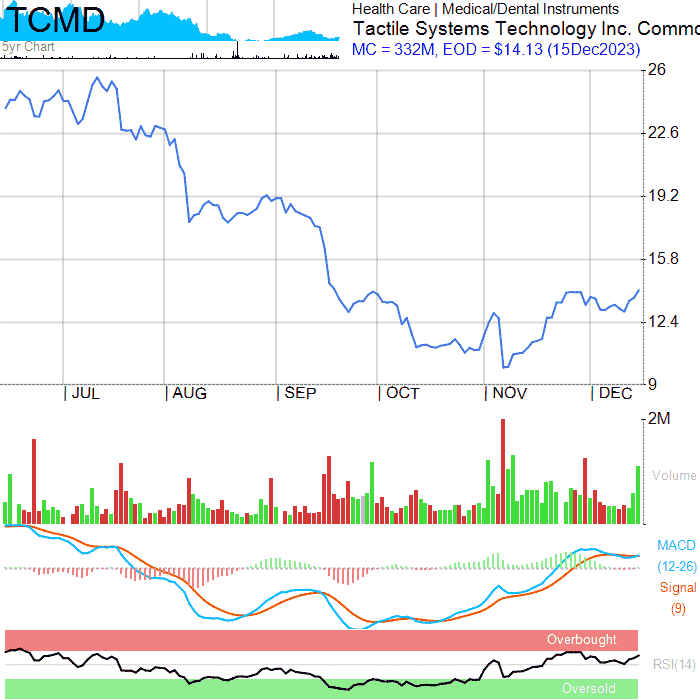 TCMD
5yr Chart
Health Care | Medical/Dental Instruments
Tactile Systems Technology Inc. Commo
MC = 332M, EOD = $14.13 (15Dec2023)
26
22.6
19.2
15.8
12.4
9
| JUL | AUG | SEP | OCT | NOV | DEC
2M
Volume
MACD
(12-26)
Signal
(9)
Overbought
RSI(14)
Oversold